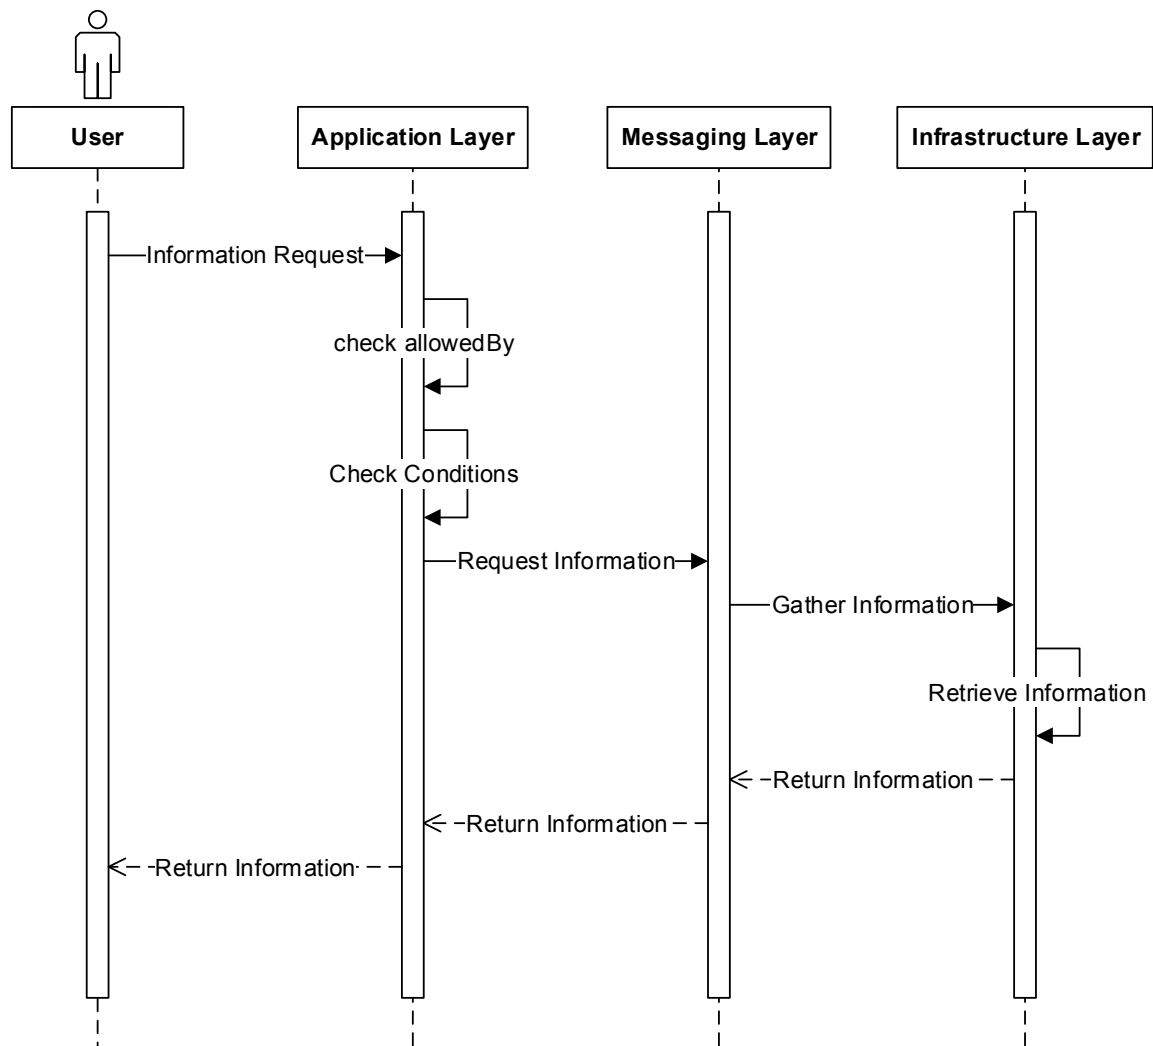 User
Application Layer
Messaging Layer
Infrastructure Layer
Information Request
check allowedBy
Check Conditions
Request Information
Gather Information
Retrieve Information
Return Information
Return Information
Return Information